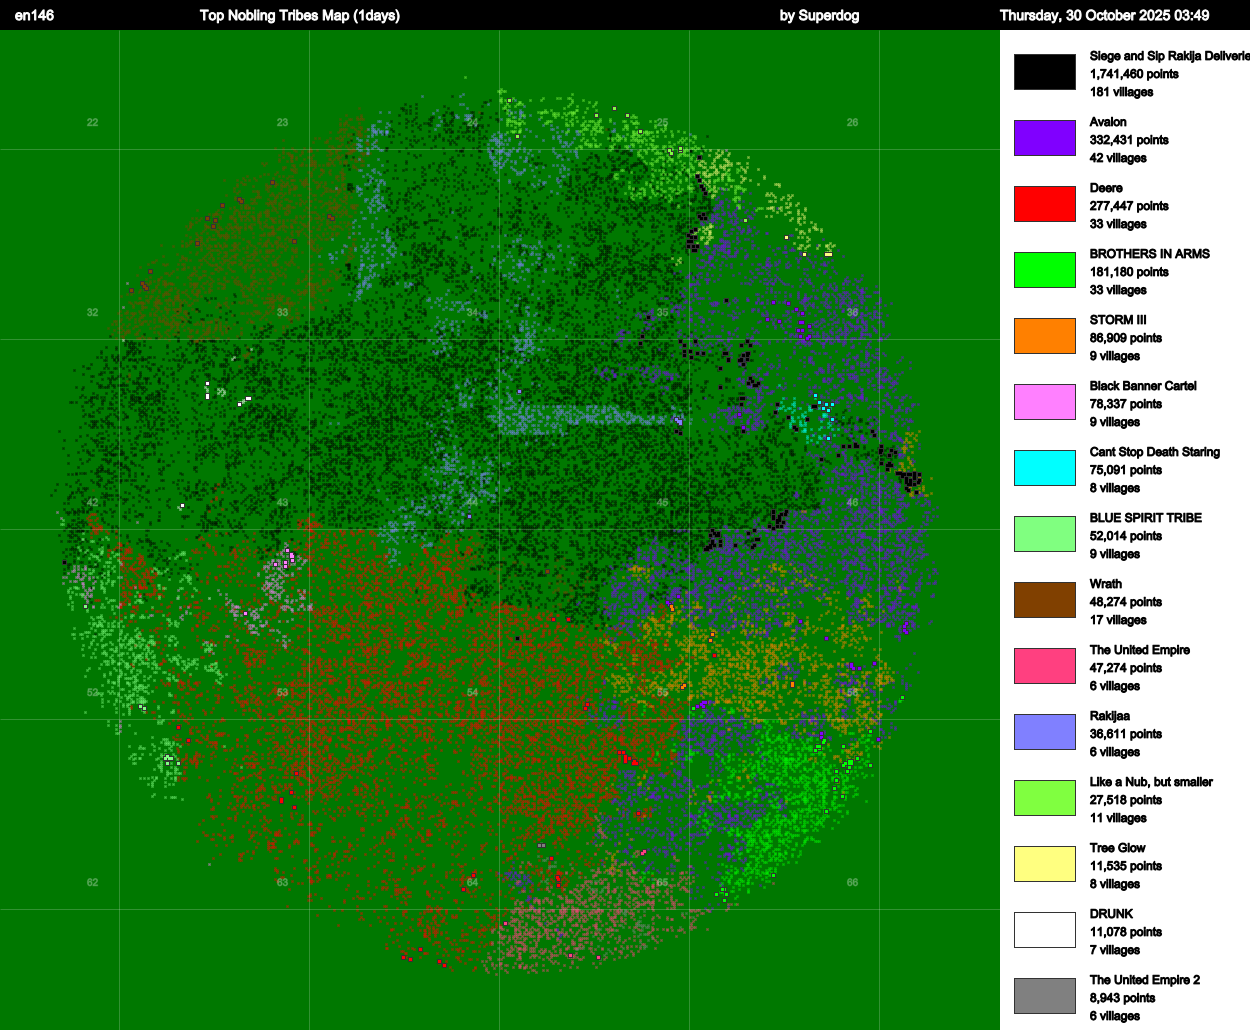 en146
Top Nobling Tribes Map (1days)
by Superdog
Thursday, 30 October 2025 03:49
22
23
24
25
26
32
33
34
35
36
42
43
44
45
46
52
53
54
55
56
62
63
64
65
66
Siege and Sip Rakija Deliverie
1,741,460 points
181 villages
Avalon
332,431 points
42 villages
Deere
277,447 points
33 villages
BROTHERS IN ARMS
181,180 points
33 villages
STORM III
86,909 points
9 villages
Black Banner Cartel
78,337 points
9 villages
Cant Stop Death Staring
75,091 points
8 villages
BLUE SPIRIT TRIBE
52,014 points
9 villages
Wrath
48,274 points
17 villages
The United Empire
47,274 points
6 villages
Rakijaa
36,611 points
6 villages
Like a Nub, but smaller
27,518 points
11 villages
Tree Glow
11,535 points
8 villages
DRUNK
11,078 points
7 villages
The United Empire 2
8,943 points
6 villages